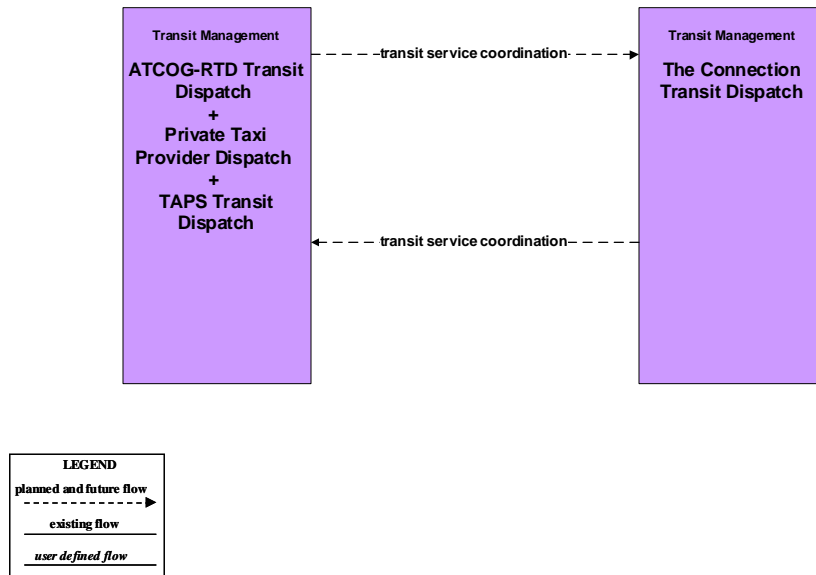 Transit Management
ATCOG-RTD Transit
Dispatch
+
Private Taxi
Provider Dispatch
+
TAPS Transit
Dispatch
transit service coordination
transit service coordination
Transit Management
The Connection
Transit Dispatch
LEGEND
planned and future flow
existing flow
user defined flow